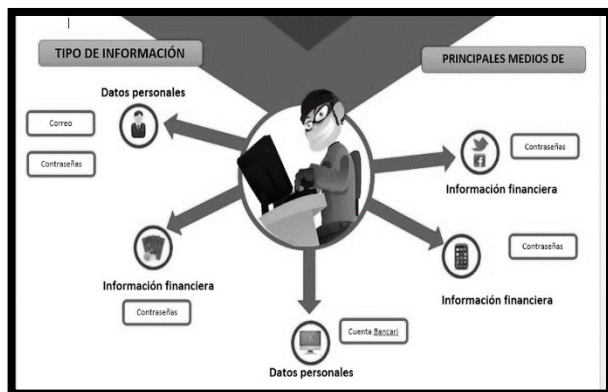 TIPO DE INFORMACIÓN
PRINCIPALES MEDIOS DE
Datos personales
Correo
Contraseñas
Contraseñas
Información financiera
Información financiera
Contraseñas
Contraseñas
Información financiera
Cuenta Bancari
Datos personales